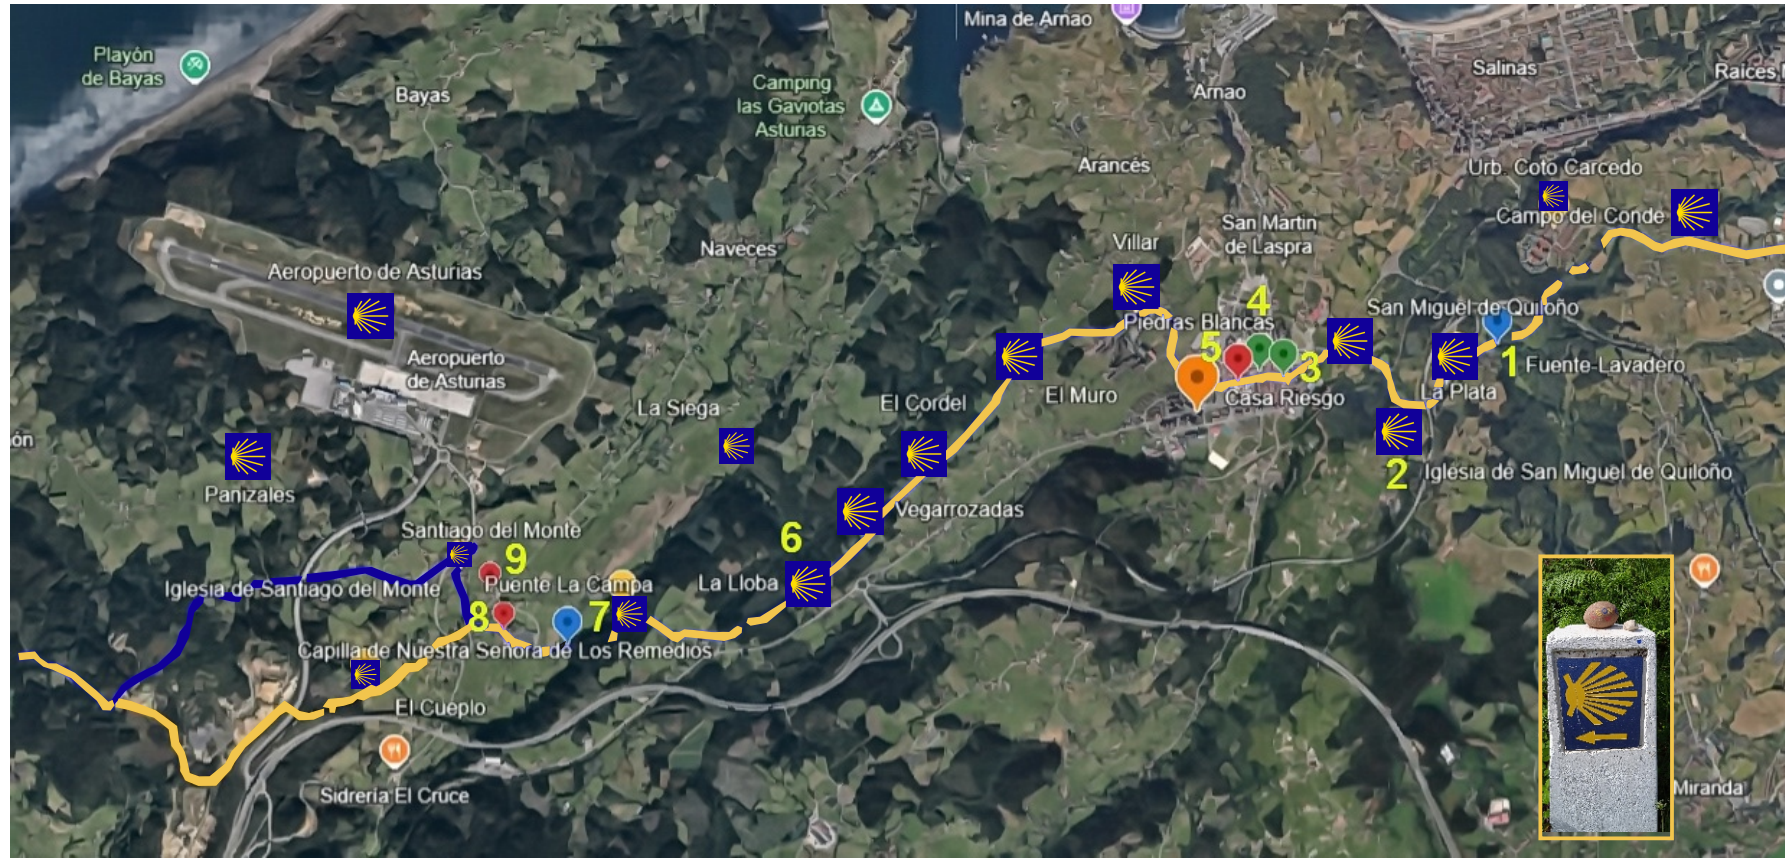 Mina de Arnao
Playón
de Bayas
Bayas
Camping
las Gaviotas
Asturias
Salinas
Raíces
Arnao
Arancés
Urb. Coto Carcedo
Campo del Conde
San Martin
de Laspra
Villar
Naveces
Aeropuerto de Asturias
4
San Miguel de Quiloño
Piedras Blancas
5
3
1
Fuente-Lavadero
Aeropuerto
de Asturias
La Siega
El Cordel
El Muro
Casa Riesgo
La Plata
ón
2
Iglesia de San Miguel de Quiloño
Panizales
Vegarrozadas
Santiago del Monte
6
9
Iglesia de Santiago del Monte
Puente La Campa
La Lloba
8
7
Capilla de Nuestra Señora de Los Remedios
El Cueplo
Sidrería El Cruce
Miranda